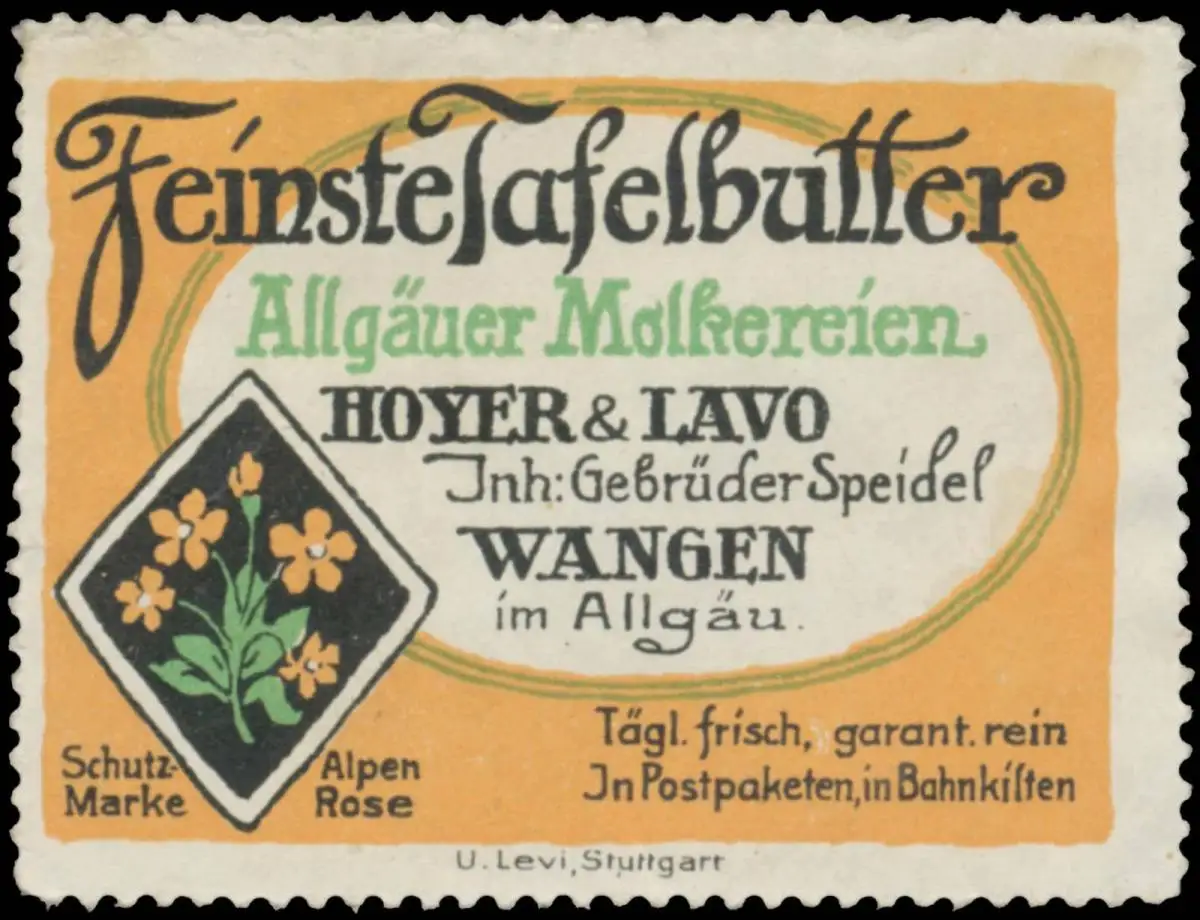 Feinste Tafelbutter
Allgäuer Molkereien
HOYER & LAVO
Inh: Gebrüder Speidel
WANGEN
im Allgäu.
Schutz-Marke
Alpen Rose
Tägl. frisch, garant. rein
In Postpaketen, in Bahnkiſten
U. Levi, Stuttgart